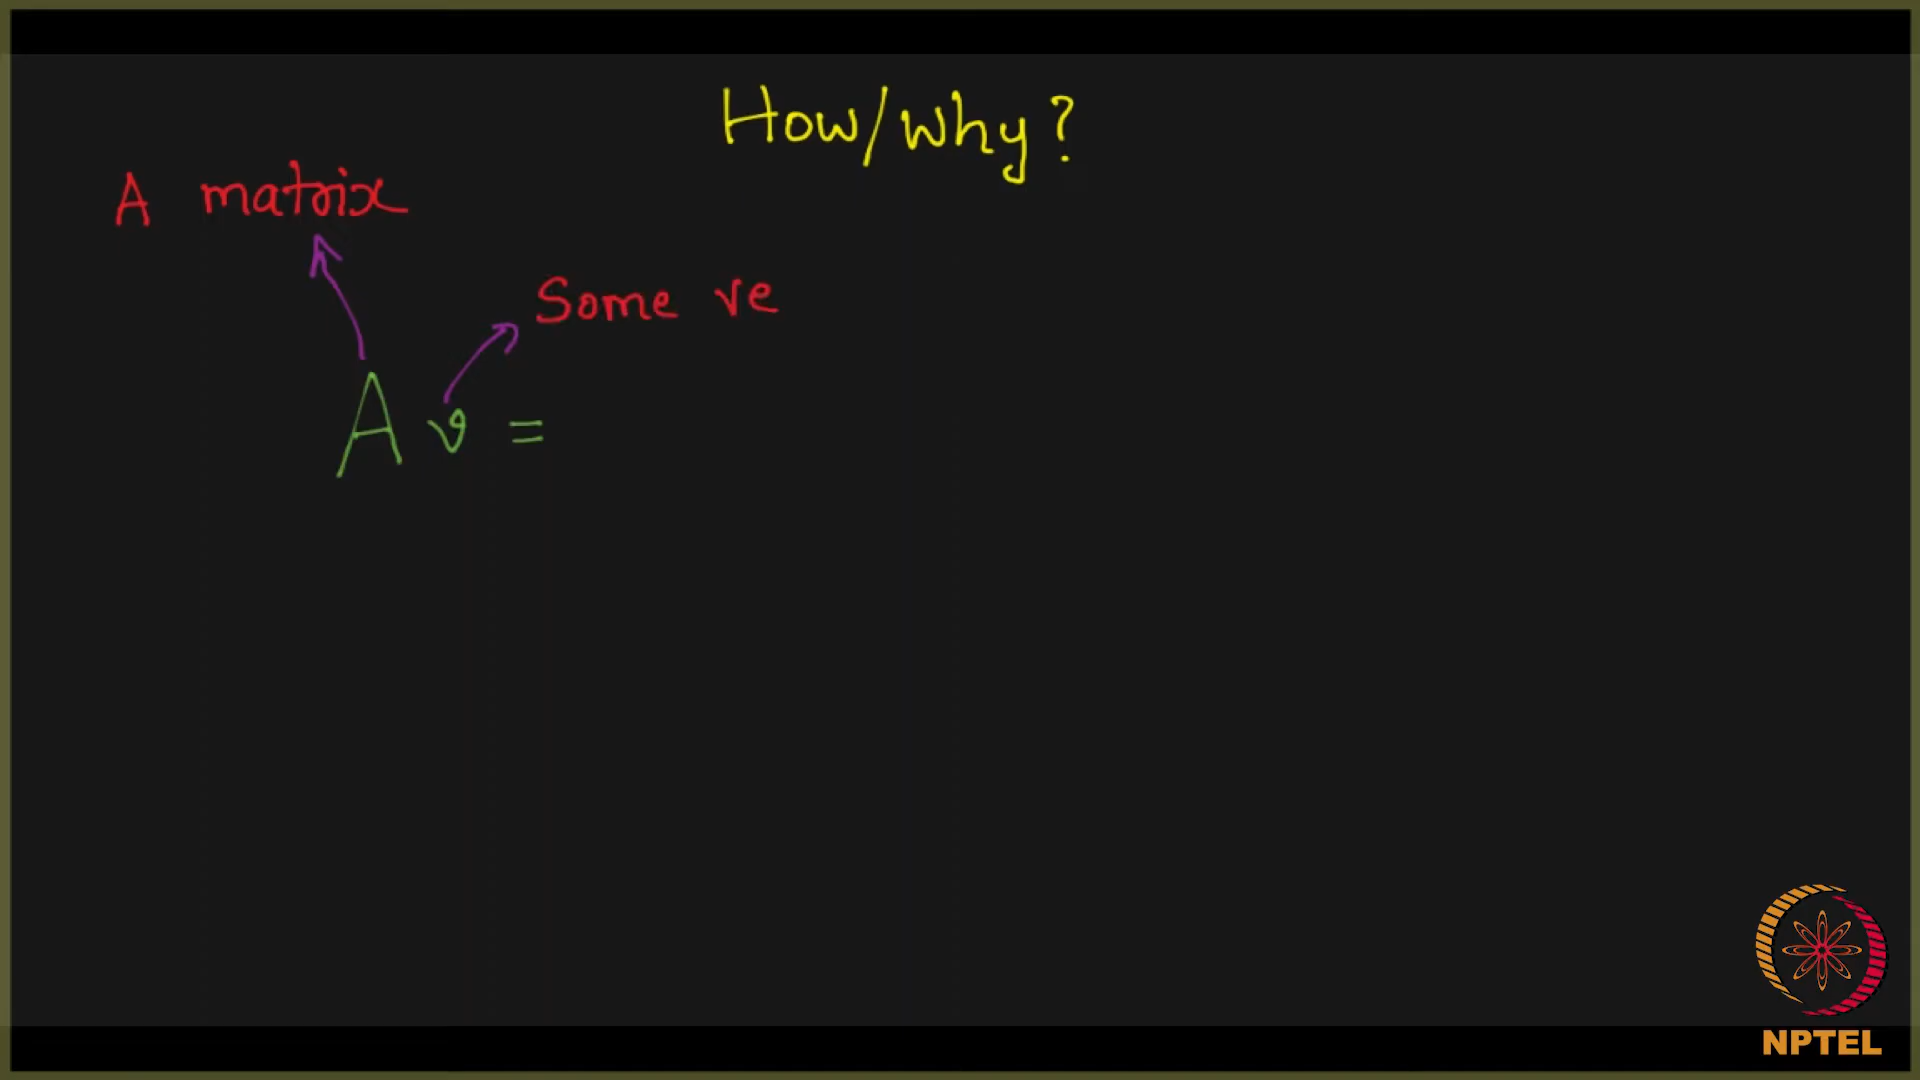 How/Why?
A matrix
Some ve
A v =
NPTEL